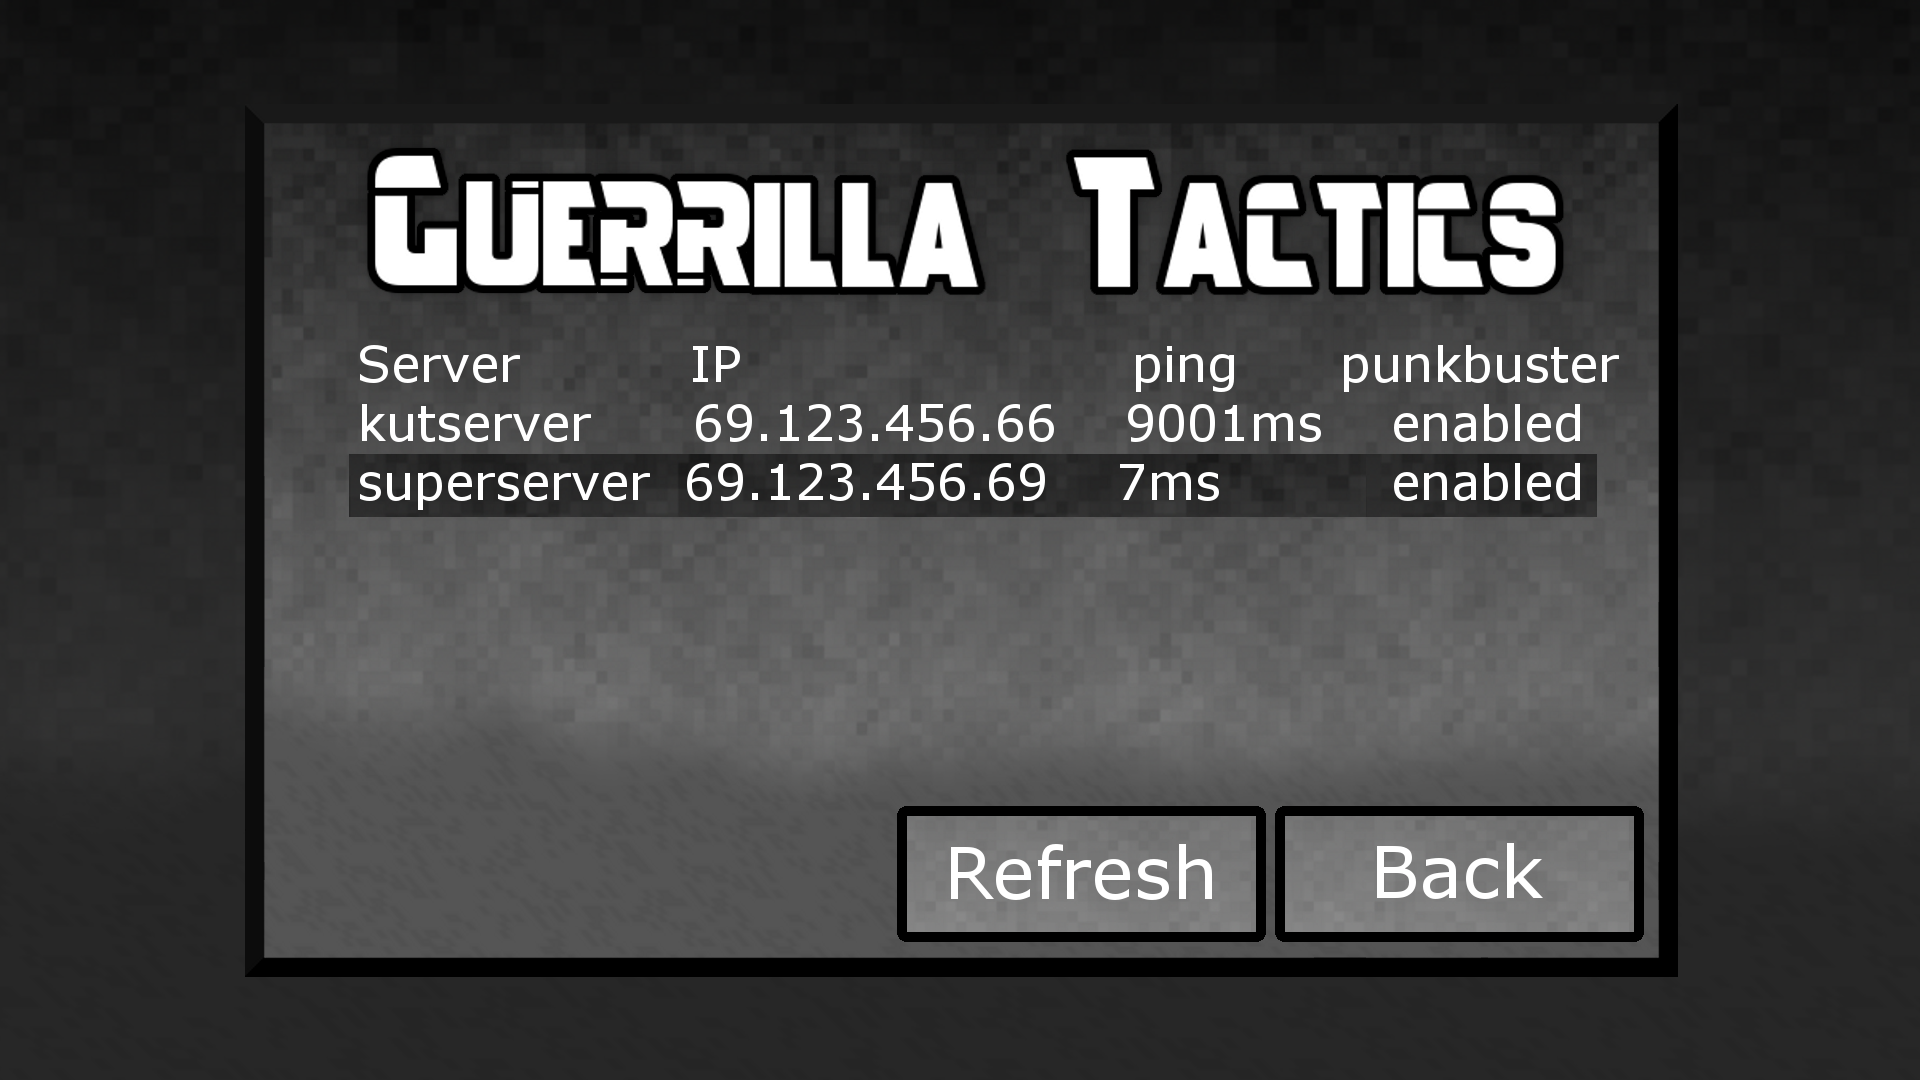 Guerrilla Tactics
Server IP ping punkbuster
kutserver 69.123.456.66 9001ms enabled
superserver 69.123.456.69 7ms enabled
Refresh Back